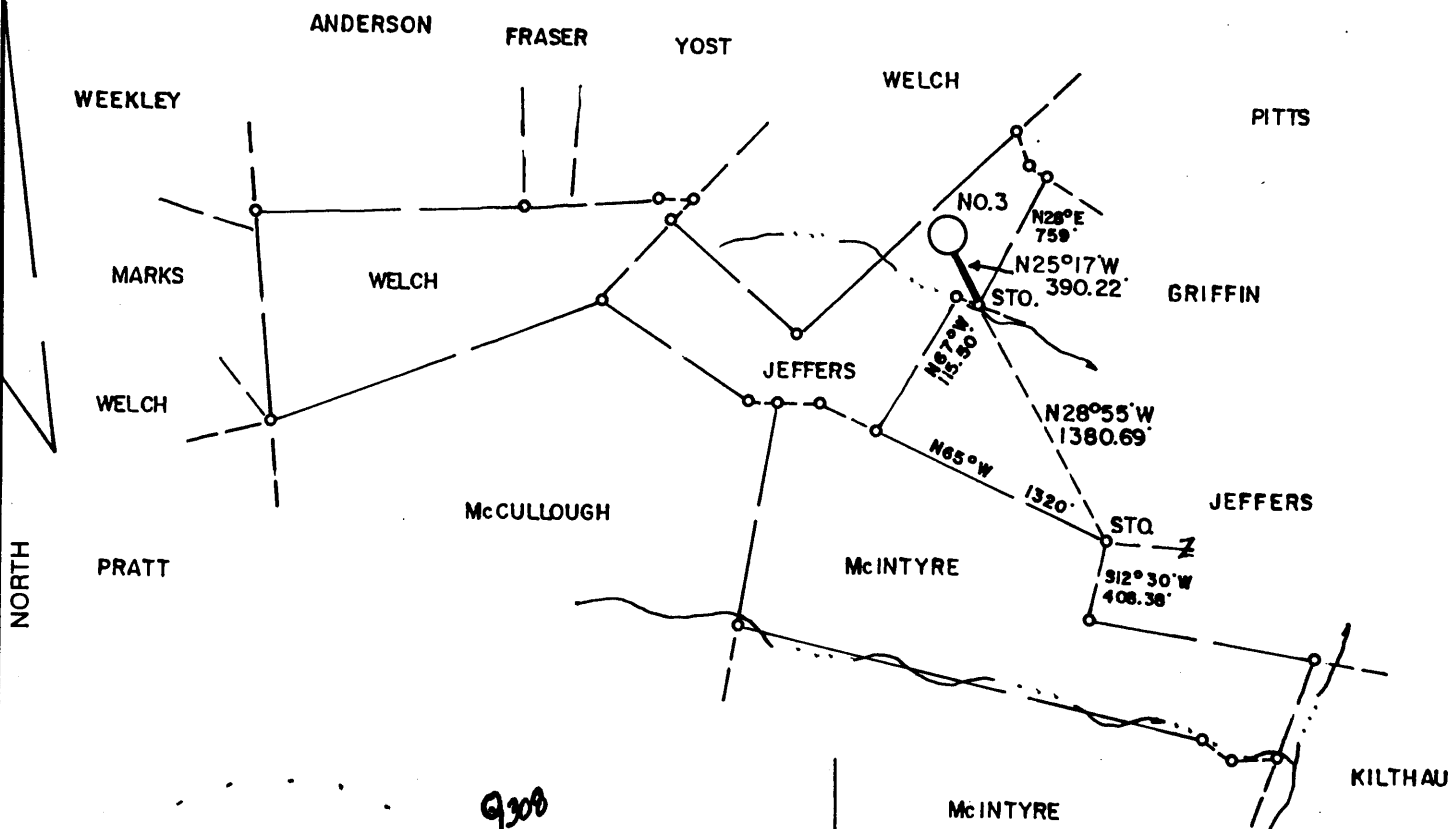 ANDERSON
FRASER
YOST
WELCH
WEEKLEY
PITTS
NO.3
N28°E
759'
N25°17'W
390.22'
MARKS
WELCH
GRIFFIN
STO.
N67°W
115.50'
JEFFERS
WELCH
N28°55'W
1380.69'
N65°W
1320'
McCULLOUGH
JEFFERS
STO.
PRATT
McINTYRE
S12°30'W
408.38'
NORTH
KILTHAU
McINTYRE